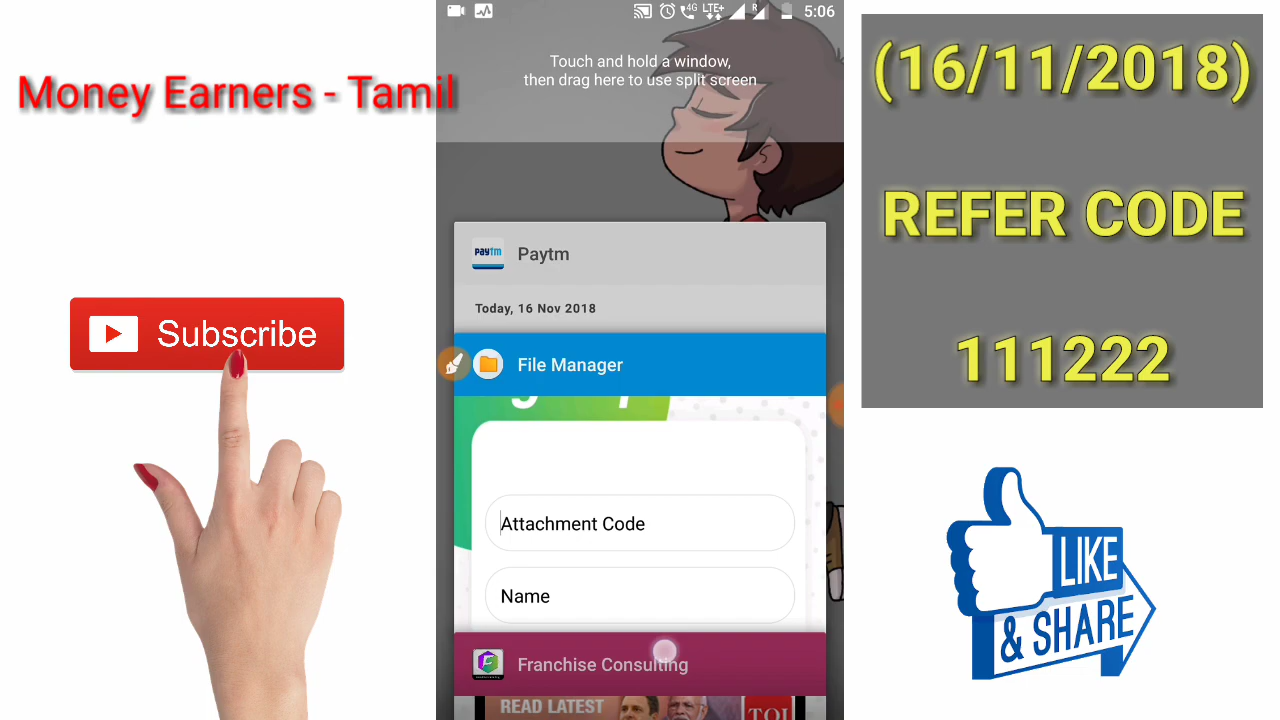 Money Earners - Tamil
Subscribe
4G
LTE+
R
5:06
Touch and hold a window,
then drag here to use split screen
paytm
Paytm
Today, 16 Nov 2018
File Manager
Attachment Code
Name
Franchise Consulting
READ LATEST
TOI
(16/11/2018)
REFER CODE
111222
LIKE
& SHARE